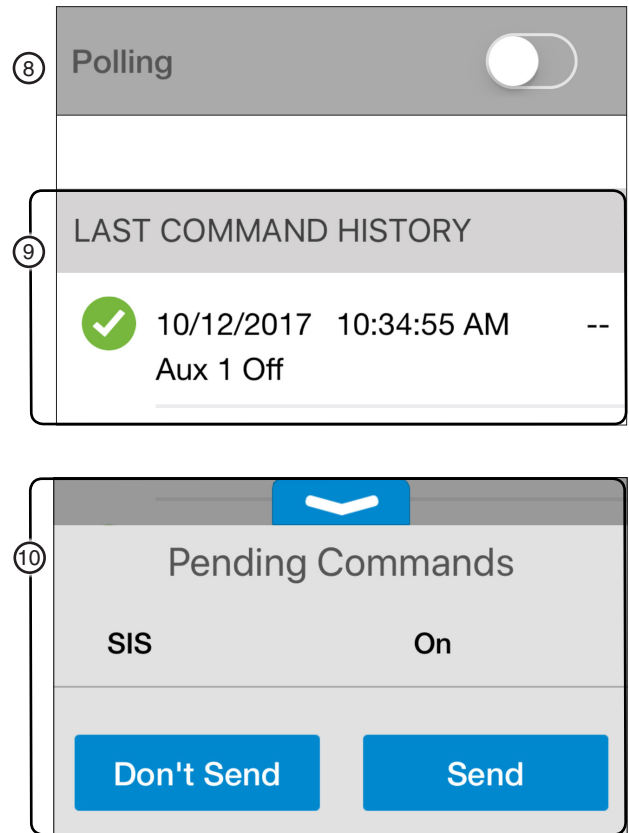 8 Polling
9 LAST COMMAND HISTORY
10/12/2017 10:34:55 AM --
Aux 1 Off
10 Pending Commands
SIS On
Don't Send Send